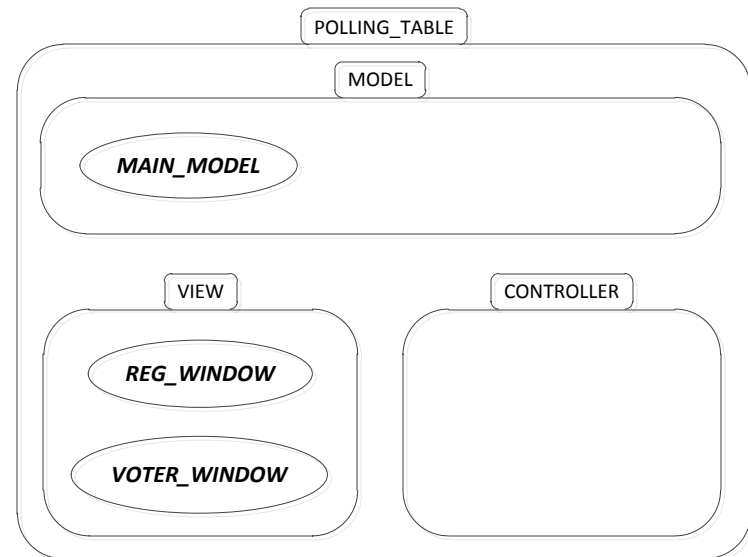 POLLING_TABLE
MODEL
MAIN_MODEL
VIEW
CONTROLLER
REG_WINDOW
VOTER_WINDOW